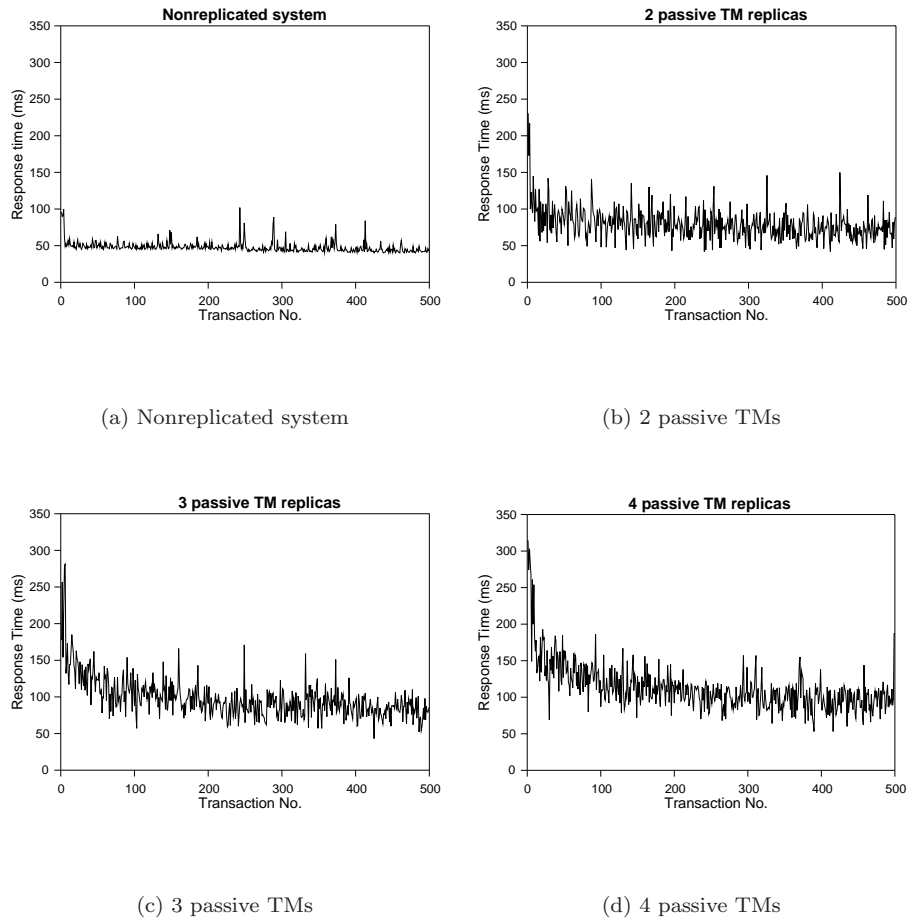 Nonreplicated system
350
300
250
200
150
100
50
0
Response time (ms)
0 100 200 300 400 500
Transaction No.
(a) Nonreplicated system
2 passive TM replicas
350
300
250
200
150
100
50
0
Response Time (ms)
0 100 200 300 400 500
Transaction No.
(b) 2 passive TMs
3 passive TM replicas
350
300
250
200
150
100
50
0
Response Time (ms)
0 100 200 300 400 500
Transaction No.
(c) 3 passive TMs
4 passive TM replicas
350
300
250
200
150
100
50
0
Response Time (ms)
0 100 200 300 400 500
Transaction No.
(d) 4 passive TMs